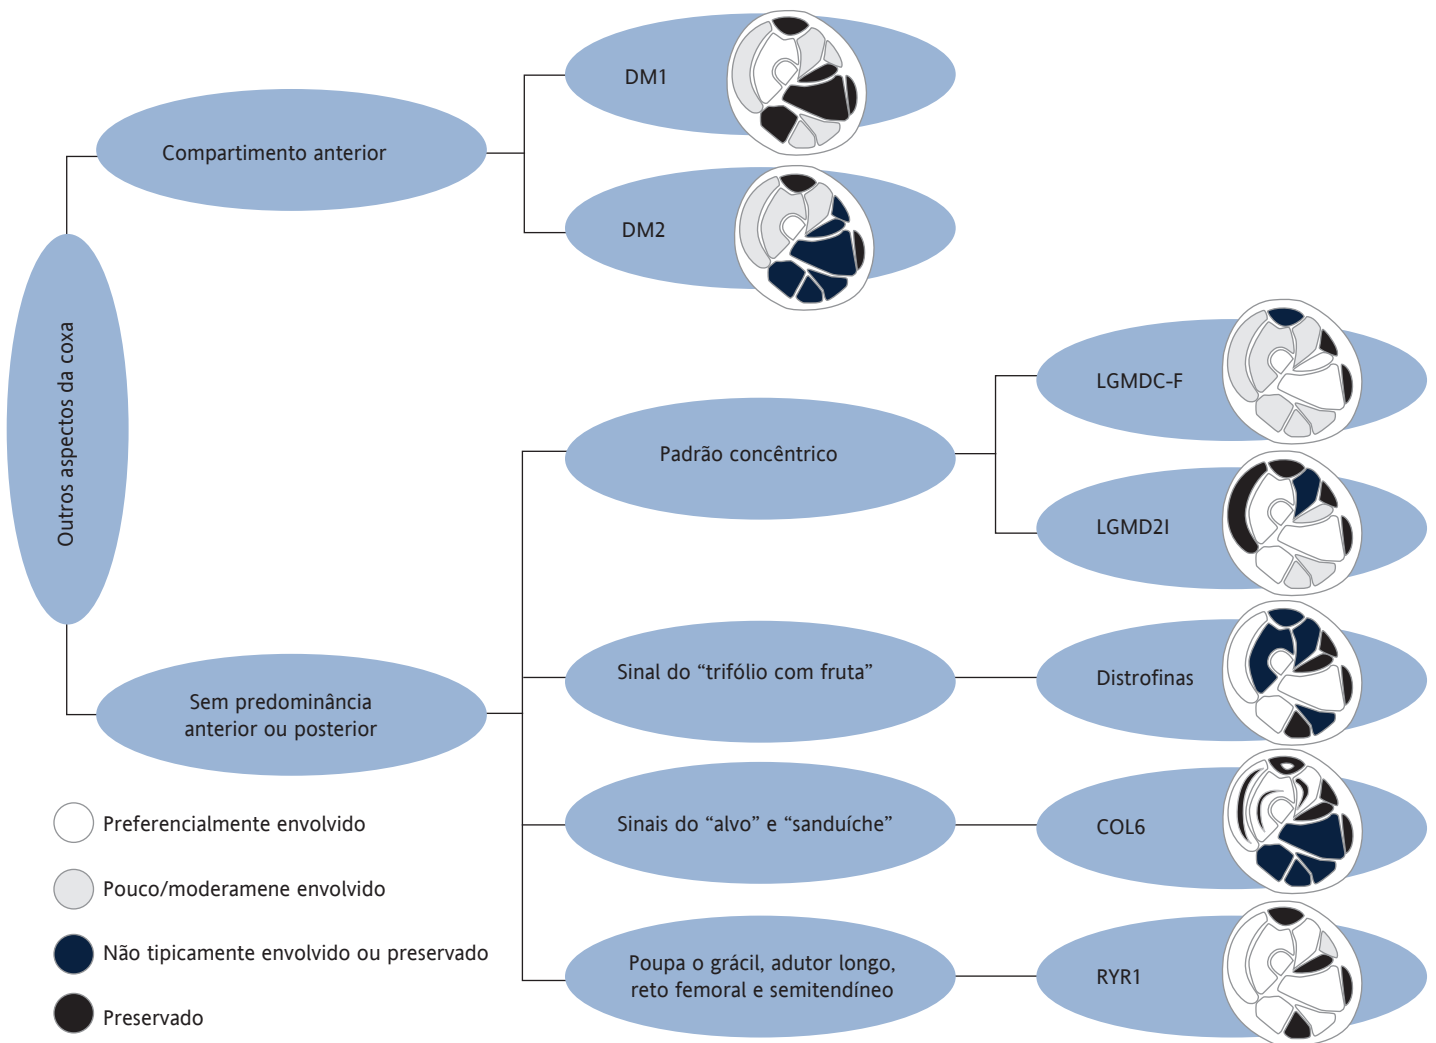 Outros aspectos da coxa
Compartimento anterior
DM1
DM2
Sem predominância
anterior ou posterior
Padrão concêntrico
LGMDC-F
LGMD2I
Sinal do “trifólio com fruta”
Distrofinas
Sinais do “alvo” e “sanduíche”
COL6
Poupa o grácil, adutor longo,
reto femoral e semitendíneo
RYR1
Preferencialmente envolvido
Pouco/moderamene envolvido
Não tipicamente envolvido ou preservado
Preservado